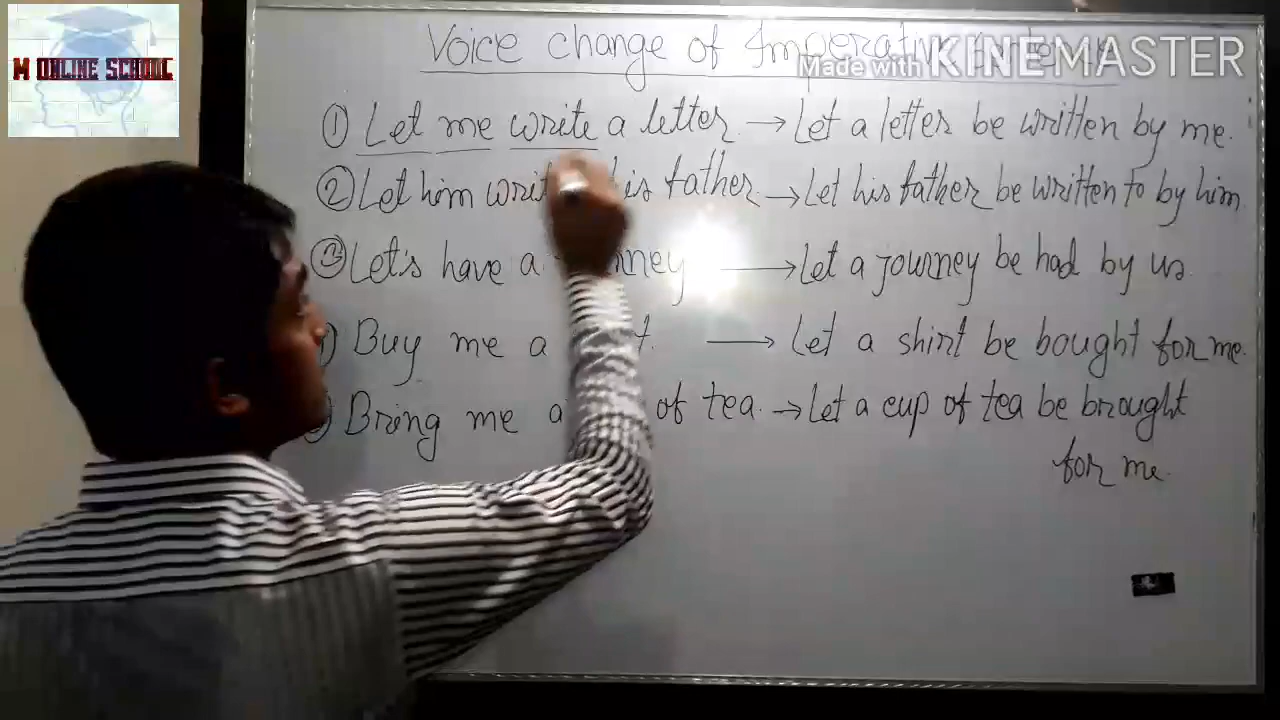 M ONLINE SCHOOL
Voice change of Imperative
Made with KINEMASTER
① Let me write a letter. → Let a letter be written by me.
② Let him his father. → Let his father be written to by him.
③ Let's have a → Let a journey be had by us.
Buy me a → Let a shirt be bought for me.
Bring me a of tea. → Let a cup of tea be brought
for me.